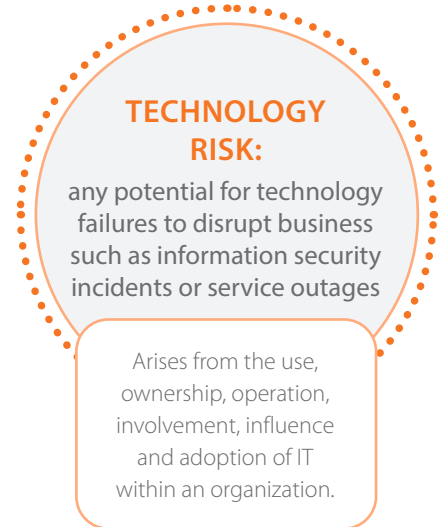 TECHNOLOGY
RISK:
any potential for technology
failures to disrupt business
such as information security
incidents or service outages
Arises from the use,
ownership, operation,
involvement, influence
and adoption of IT
within an organization.